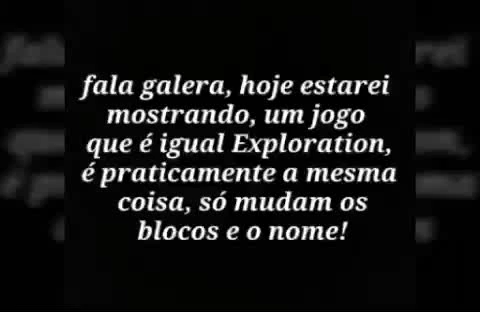 fala galera, hoje estarei
mostrando, um jogo
que é igual Exploration,
é praticamente a mesma
coisa, só mudam os
blocos e o nome!